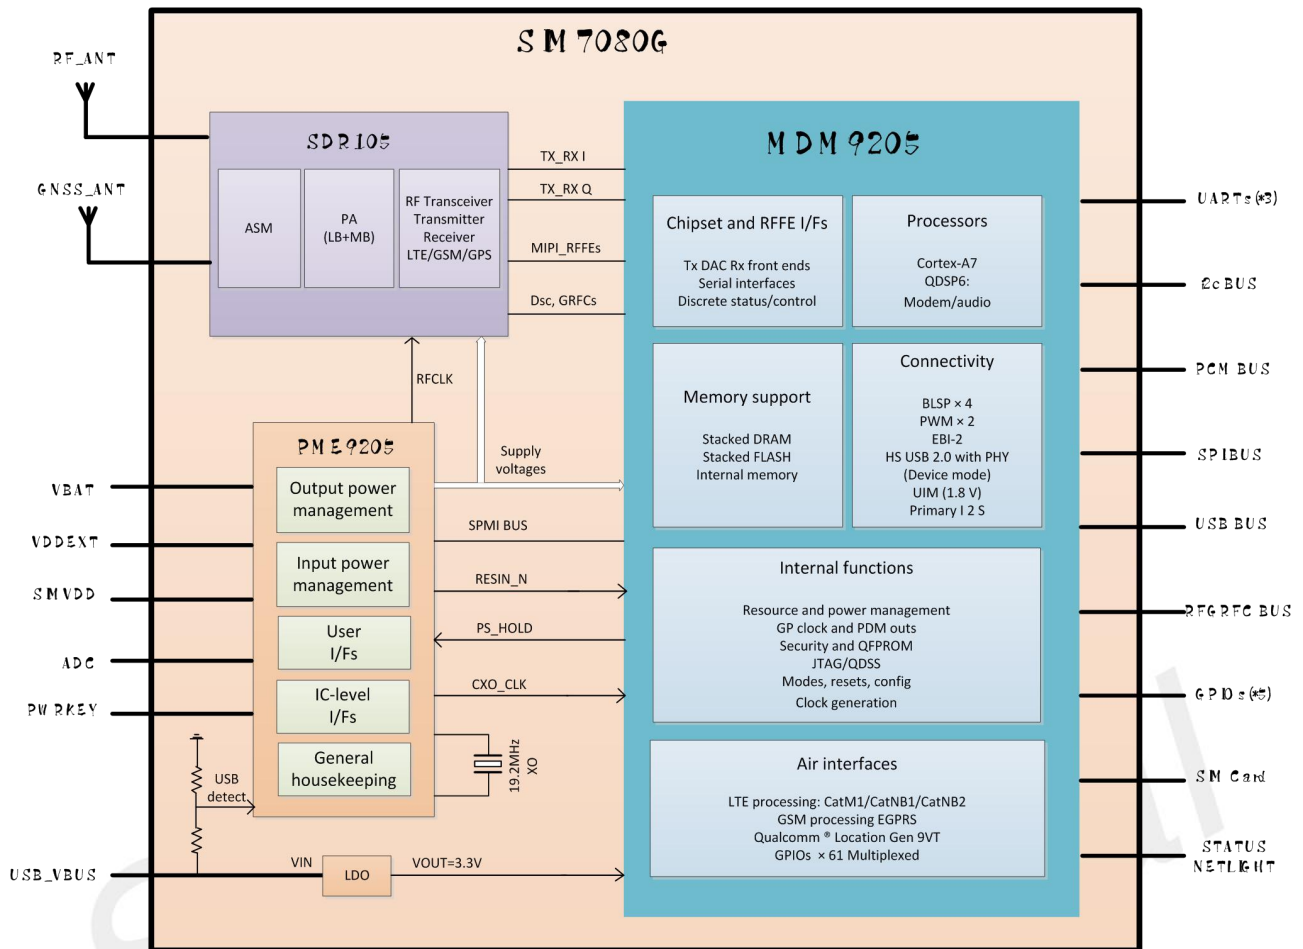 SM7080G
RF_ANT
GNSS_ANT
SDR105
ASM
PA
(LB+MB)
RF Transceiver
Transmitter
Receiver
LTE/GSM/GPS
TX_RX I
TX_RX Q
MIPI_RFFEs
Dsc, GRFCs
RFCLK
MDM9205
Chipset and RFFE I/Fs
Tx DAC Rx front ends
Serial interfaces
Discrete status/control
Processors
Cortex-A7
QDSP6:
Modem/audio
Memory support
Stacked DRAM
Stacked FLASH
Internal memory
Connectivity
BLSP × 4
PWM × 2
EBI-2
HS USB 2.0 with PHY
(Device mode)
UIM (1.8 V)
Primary I 2 S
Internal functions
Resource and power management
GP clock and PDM outs
Security and QFPROM
JTAG/QDSS
Modes, resets, config
Clock generation
Air interfaces
LTE processing: CatM1/CatNB1/CatNB2
GSM processing EGPRS
Qualcomm ® Location Gen 9VT
GPIOs × 61 Multiplexed
PME9205
Output power
management
Input power
management
User
I/Fs
IC-level
I/Fs
General
housekeeping
Supply
voltages
SPMI BUS
RESIN_N
PS_HOLD
CXO_CLK
19.2MHz
XO
VBAT
VDDEXT
SMVDD
ADC
PWRKEY
USB
detect
USB_VBUS
VIN
LDO
VOUT=3.3V
UARTs(*3)
I2cBUS
PCM BUS
SPIBUS
USB BUS
RFGRFC BUS
GPIOs(*5)
SM Card
STATUS
NETLIGHT